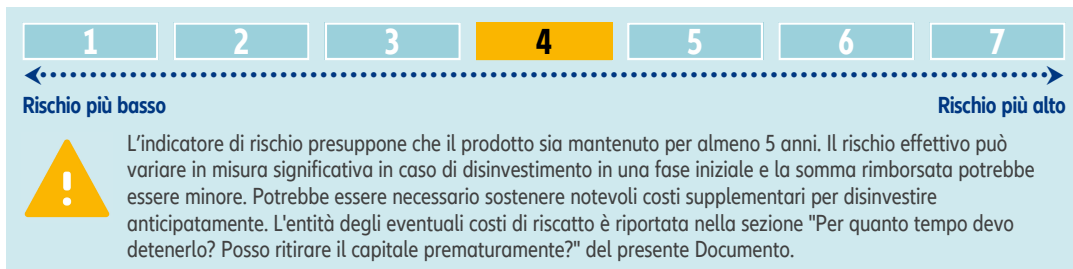 1 2 3 4 5 6 7
Rischio più basso Rischio più alto
L'indicatore di rischio presuppone che il prodotto sia mantenuto per almeno 5 anni. Il rischio effettivo può
variare in misura significativa in caso di disinvestimento in una fase iniziale e la somma rimborsata potrebbe
essere minore. Potrebbe essere necessario sostenere notevoli costi supplementari per disinvestire
anticipatamente. L'entità degli eventuali costi di riscatto è riportata nella sezione "Per quanto tempo devo
detenerlo? Posso ritirare il capitale prematuramente?" del presente Documento.